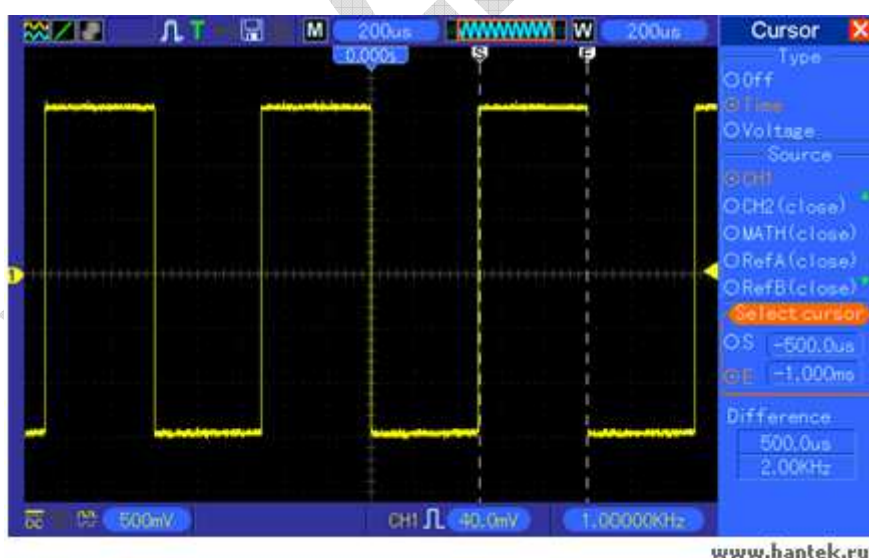 T M 200us W 200us
0.000s S E
Cursor X
Type
Off
Time
Voltage
Source
CH1
CH2(close)
MATH(close)
RefA(close)
RefB(close)
Select cursor
S -500.0us
E -1.000ms
Difference
500.0us
2.00KHz
1
DC 500mV CH1 40.0mV 1.00000KHz
www.hantek.ru